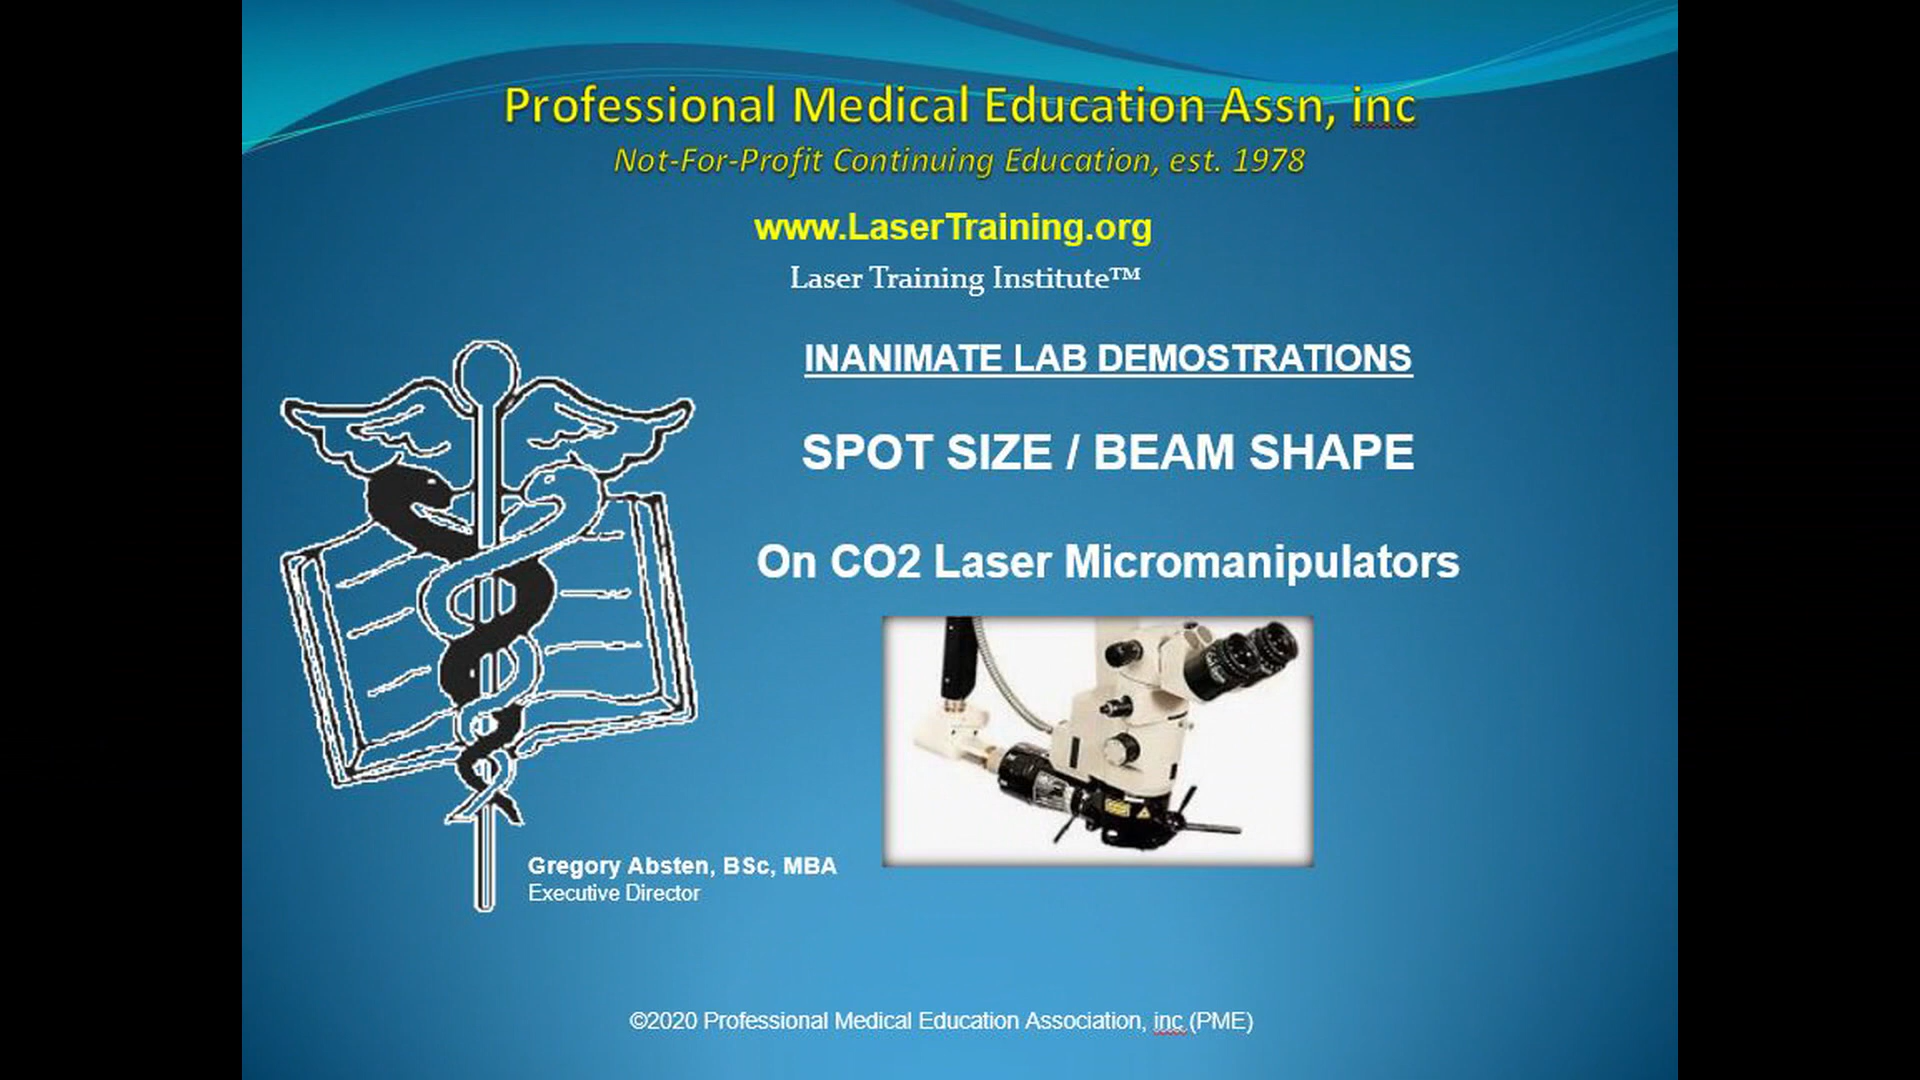 Professional Medical Education Assn, inc
Not-For-Profit Continuing Education, est. 1978
www.LaserTraining.org
Laser Training Institute™
INANIMATE LAB DEMOSTRATIONS
SPOT SIZE / BEAM SHAPE
On CO2 Laser Micromanipulators
Gregory Absten, BSc, MBA
Executive Director
©2020 Professional Medical Education Association, inc (PME)